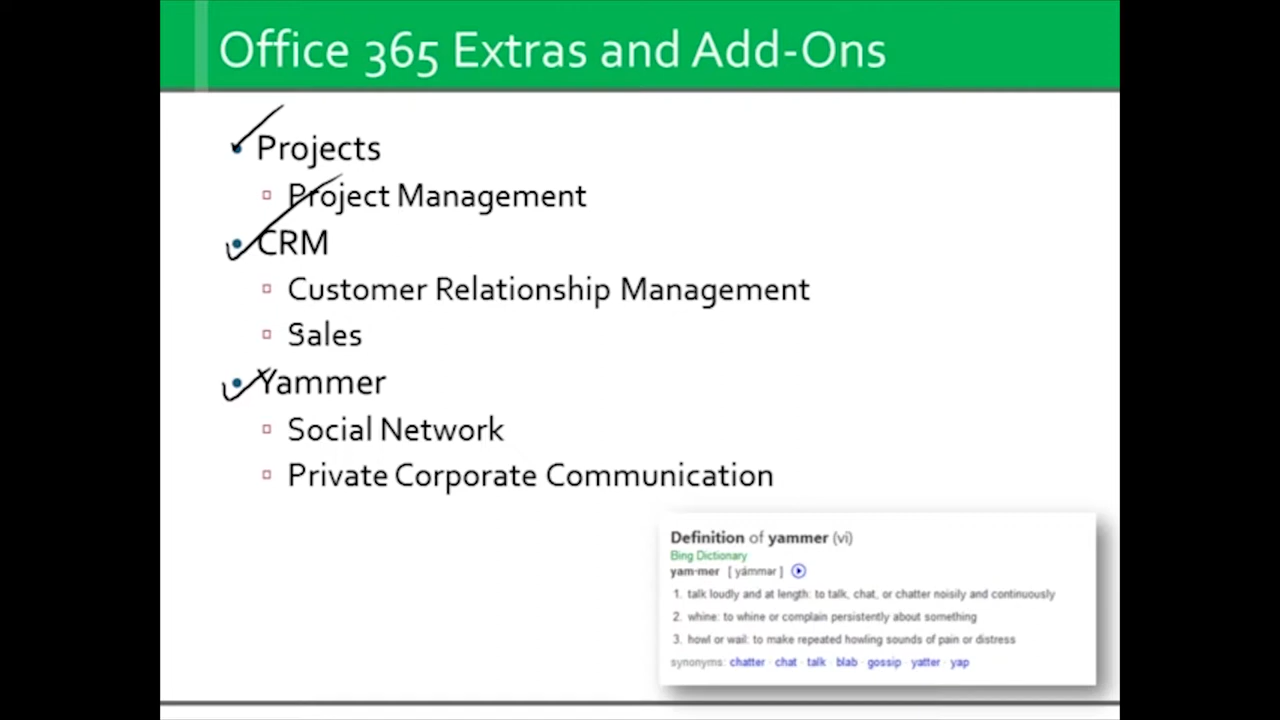 Office 365 Extras and Add-Ons
Projects
Project Management
CRM
Customer Relationship Management
Sales
Yammer
Social Network
Private Corporate Communication
Definition of yammer (vi)
Bing Dictionary
yam·mer [ yámmər ]
1. talk loudly and at length: to talk, chat, or chatter noisily and continuously
2. whine: to whine or complain persistently about something
3. howl or wail: to make repeated howling sounds of pain or distress
synonyms: chatter · chat · talk · blab · gossip · yatter · yap